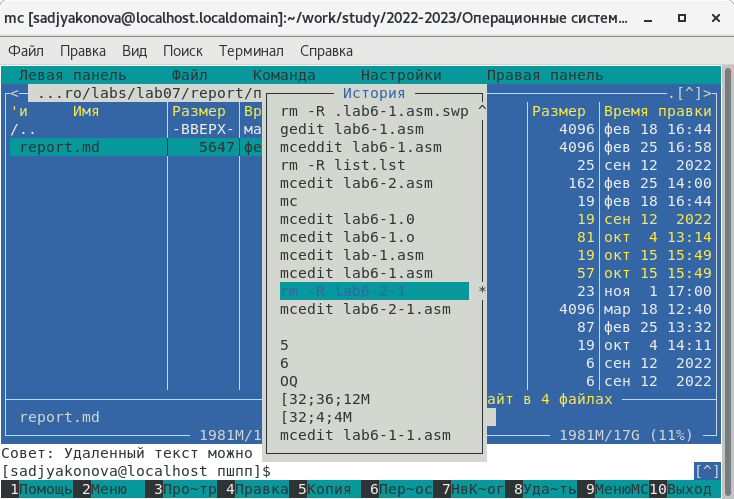 mc [sadjyakonova@localhost.localdomain]:~/work/study/2022-2023/Операционные систем...
Файл Правка Вид Поиск Терминал Справка
Левая панель Файл Команда Настройки Правая панель
<— ...ro/labs/lab07/report/п
.[^]>
'и Имя Размер Вр
/.. -ВВЕРХ- ма
report.md 5647 фе
report.md
1981M/1
История
rm -R .lab6-1.asm.swp ^
gedit lab6-1.asm
mceddit lab6-1.asm
rm -R list.lst
mcedit lab6-2.asm
mc
mcedit lab6-1.0
mcedit lab6-1.o
mcedit lab-1.asm
mcedit lab6-1.asm
rm -R lab6-2-1 *
mcedit lab6-2-1.asm
5
6
OQ
[32;36;12M
[32;4;4M
mcedit lab6-1-1.asm
Размер Время правки
4096 фев 18 16:44
4096 фев 25 16:58
25 сен 12 2022
162 фев 25 14:00
19 фев 18 16:44
19 сен 12 2022
81 окт 4 13:14
19 окт 15 15:49
57 окт 15 15:49
23 ноя 1 17:00
4096 мар 18 12:40
87 фев 25 13:32
19 окт 4 14:11
6 сен 12 2022
6 сен 12 2022
айт в 4 файлах
1981M/17G (11%)
Совет: Удаленный текст можно
[sadjyakonova@localhost пшпп]$ [^]
1Помощь 2Меню 3Про~тр 4Правка 5Копия 6Пер~ос 7НвК~ог 8Уда~ть 9МенюMC 10Выход